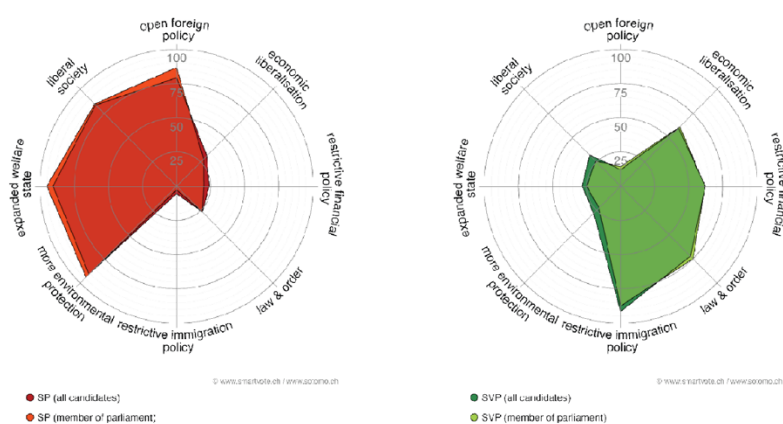 open foreign
policy
economic
liberalisation
restrictive financial
policy
law & order
restrictive immigration
policy
more environmental
protection
expanded welfare
state
liberal
society
100
75
50
25
© www.smartvote.ch / www.sotomo.ch
SP (all candidates)
SP (member of parliament)
open foreign
policy
economic
liberalisation
restrictive financial
policy
law & order
restrictive immigration
policy
more environmental
protection
expanded welfare
state
liberal
society
100
75
50
25
© www.smartvote.ch / www.sotomo.ch
SVP (all candidates)
SVP (member of parliament)